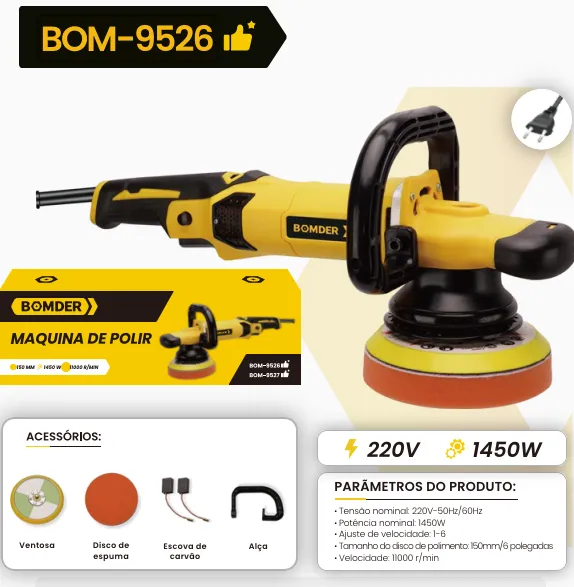 BOM-9526
BOMDER
BOMDER
MAQUINA DE POLIR
150 MM 1450 W 11000 R/MIN
BOM-9526
BOM-9527
ACESSÓRIOS:
Ventosa
Disco de
espuma
Escova de
carvão
Alça
220V 1450W
PARÂMETROS DO PRODUTO:
• Tensão nominal: 220V-50Hz/60Hz
• Potência nominal: 1450W
• Ajuste de velocidade: 1-6
• Tamanho do disco de polimento: 150mm/6 polegadas
• Velocidade: 11000 r/min